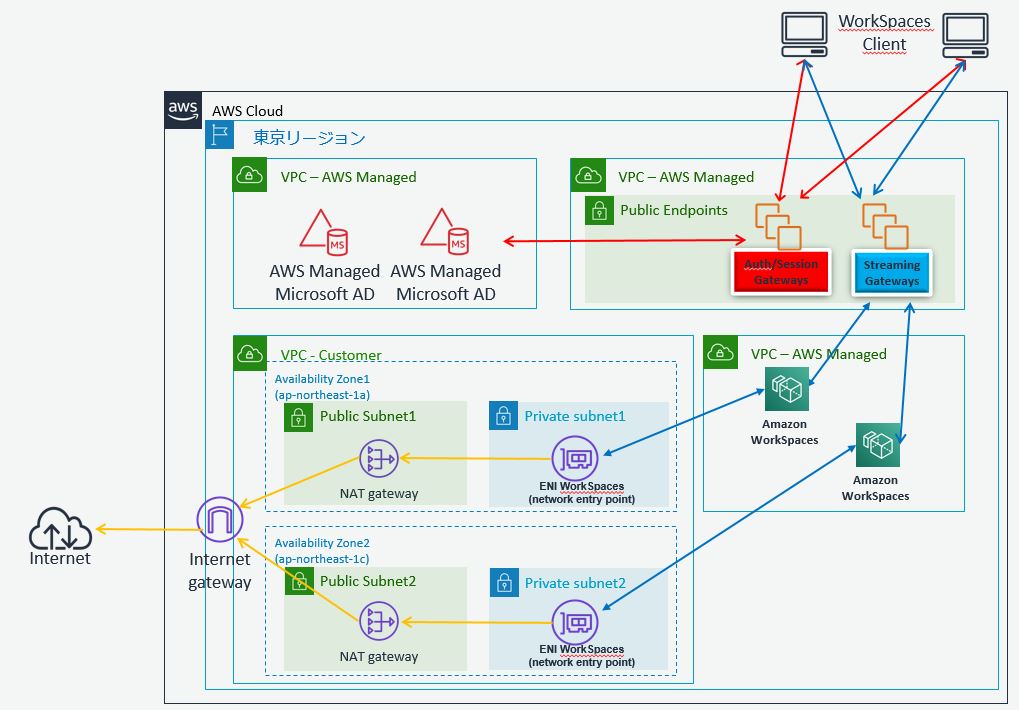 WorkSpaces
Client
aws
AWS Cloud
東京リージョン
VPC – AWS Managed
MS
MS
AWS Managed
Microsoft AD
AWS Managed
Microsoft AD
VPC – AWS Managed
Public Endpoints
Auth/Session
Gateways
Streaming
Gateways
VPC - Customer
Availability Zone1
(ap-northeast-1a)
Public Subnet1
NAT gateway
Private subnet1
ENI WorkSpaces
(network entry point)
VPC – AWS Managed
Amazon
WorkSpaces
Amazon
WorkSpaces
Internet
Internet
gateway
Availability Zone2
(ap-northeast-1c)
Public Subnet2
NAT gateway
Private subnet2
ENI WorkSpaces
(network entry point)